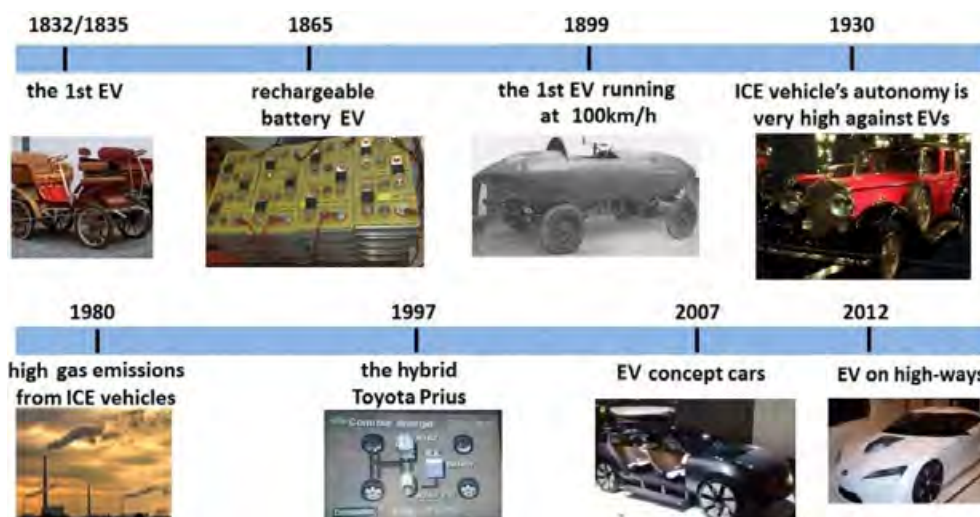 1832/1835 1865 1899 1930
the 1st EV
rechargeable
battery EV
the 1st EV running
at 100km/h
ICE vehicle's autonomy is
very high against EVs
1980 1997 2007 2012
high gas emissions
from ICE vehicles
the hybrid
Toyota Prius
EV concept cars
EV on high-ways